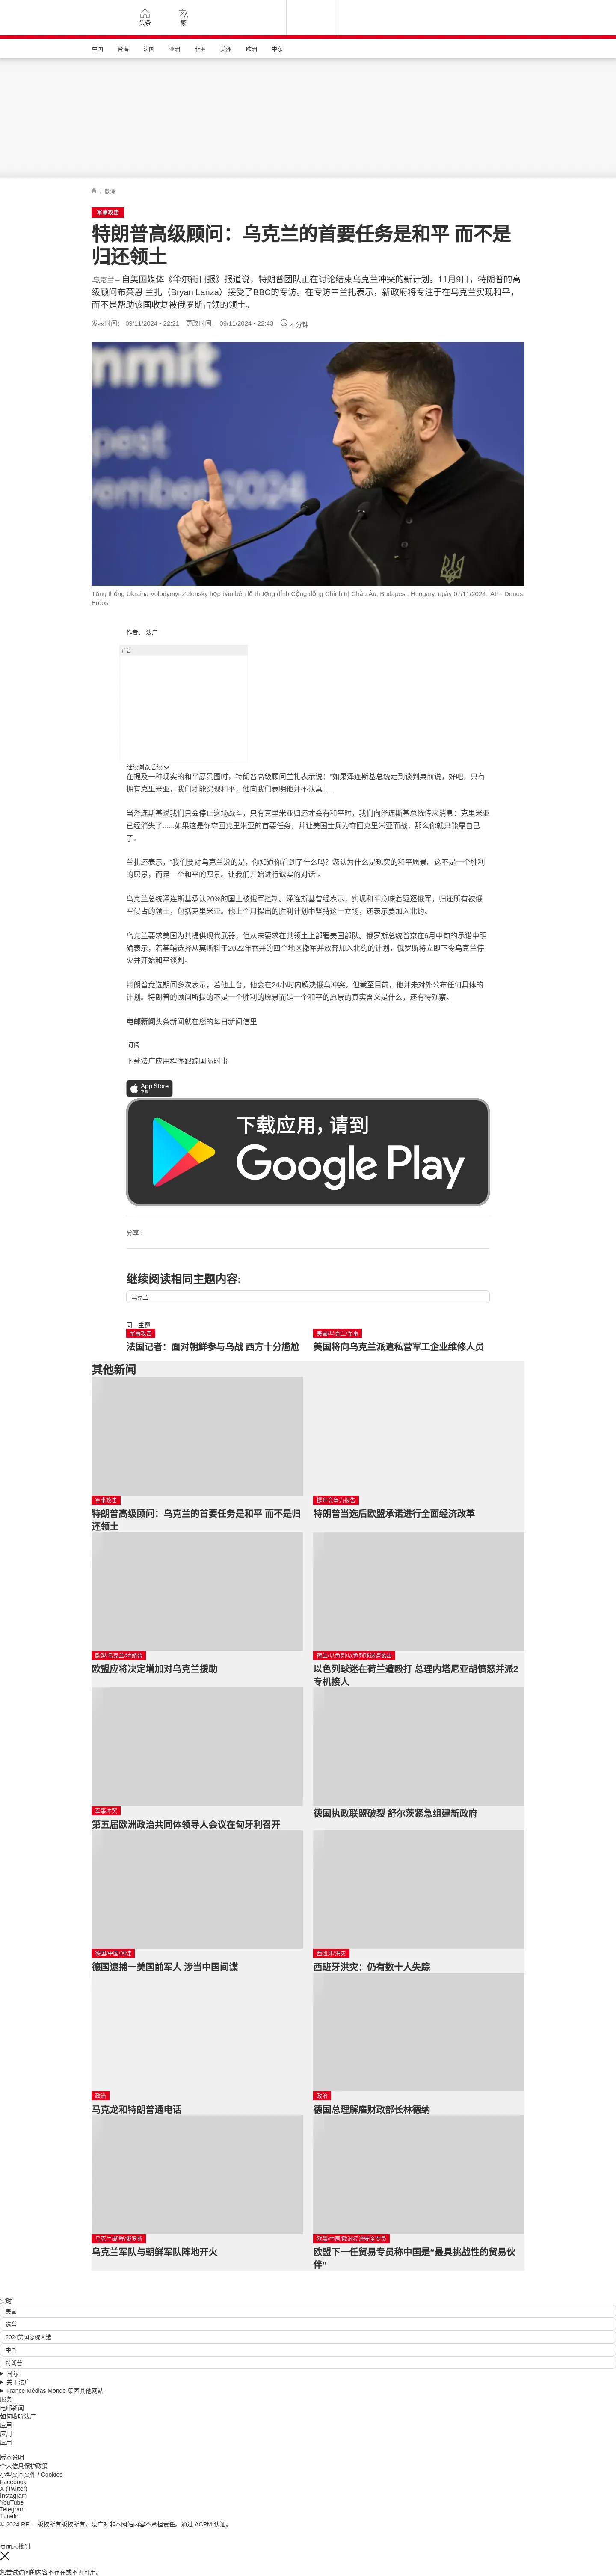 头条
繁
中国
台海
法国
亚洲
非洲
美洲
欧洲
中东
/ 欧洲
军事攻击
特朗普高级顾问：乌克兰的首要任务是和平 而不是
归还领土
乌克兰 – 自美国媒体《华尔街日报》报道说，特朗普团队正在讨论结束乌克兰冲突的新计划。11月9日，特朗普的高
级顾问布莱恩·兰扎（Bryan Lanza）接受了BBC的专访。在专访中兰扎表示，新政府将专注于在乌克兰实现和平，
而不是帮助该国收复被俄罗斯占领的领土。
发表时间： 09/11/2024 - 22:21 更改时间： 09/11/2024 - 22:43 4 分钟
mmit
opean
vember 2024
Tổng thống Ukraina Volodymyr Zelensky họp báo bên lề thượng đỉnh Cộng đồng Chính trị Châu Âu, Budapest, Hungary, ngày 07/11/2024. AP - Denes
Erdos
作者： 法广
广告
继续浏览后续
在提及一种现实的和平愿景图时，特朗普高级顾问兰扎表示说："如果泽连斯基总统走到谈判桌前说，好吧，只有
拥有克里米亚，我们才能实现和平，他向我们表明他并不认真......
当泽连斯基说我们只会停止这场战斗，只有克里米亚归还才会有和平时，我们向泽连斯基总统传来消息：克里米亚
已经消失了......如果这是你夺回克里米亚的首要任务，并让美国士兵为夺回克里米亚而战，那么你就只能靠自己
了。
兰扎还表示，"我们要对乌克兰说的是，你知道你看到了什么吗？您认为什么是现实的和平愿景。这不是一个胜利
的愿景，而是一个和平的愿景。让我们开始进行诚实的对话"。
乌克兰总统泽连斯基承认20%的国土被俄军控制。泽连斯基曾经表示，实现和平意味着驱逐俄军，归还所有被俄
军侵占的领土，包括克里米亚。他上个月提出的胜利计划中坚持这一立场，还表示要加入北约。
乌克兰要求美国为其提供现代武器，但从未要求在其领土上部署美国部队。俄罗斯总统普京在6月中旬的承诺中明
确表示，若基辅选择从莫斯科于2022年吞并的四个地区撤军并放弃加入北约的计划，俄罗斯将立即下令乌克兰停
火并开始和平谈判。
特朗普竞选期间多次表示，若他上台，他会在24小时内解决俄乌冲突。但截至目前，他并未对外公布任何具体的
计划。特朗普的顾问所提的不是一个胜利的愿景而是一个和平的愿景的真实含义是什么，还有待观察。
电邮新闻头条新闻就在您的每日新闻信里
订阅
下载法广应用程序跟踪国际时事
App Store
下载
下载应用，请到
Google Play
分享 :
继续阅读相同主题内容:
乌克兰
同一主题
军事攻击
法国记者：面对朝鲜参与乌战 西方十分尴尬
美国/乌克兰/军事
美国将向乌克兰派遣私营军工企业维修人员
其他新闻
军事攻击
特朗普高级顾问：乌克兰的首要任务是和平 而不是归
还领土
提升竞争力报告
特朗普当选后欧盟承诺进行全面经济改革
欧盟/乌克兰/特朗普
欧盟应将决定增加对乌克兰援助
荷兰/以色列/以色列球迷遭袭击
以色列球迷在荷兰遭殴打 总理内塔尼亚胡愤怒并派2
专机接人
军事冲突
第五届欧洲政治共同体领导人会议在匈牙利召开
德国执政联盟破裂 舒尔茨紧急组建新政府
德国/中国/间谍
德国逮捕一美国前军人 涉当中国间谍
西班牙/洪灾
西班牙洪灾：仍有数十人失踪
政治
马克龙和特朗普通电话
政治
德国总理解雇财政部长林德纳
乌克兰/朝鲜/俄罗斯
乌克兰军队与朝鲜军队阵地开火
欧盟/中国/欧洲经济安全专员
欧盟下一任贸易专员称中国是"最具挑战性的贸易伙
伴"
实时
美国
选举
2024美国总统大选
中国
特朗普
国际
关于法广
France Médias Monde 集团其他网站
服务
电邮新闻
如何收听法广
应用
应用
应用
版本说明
个人信息保护政策
小型文本文件 / Cookies
Facebook
X (Twitter)
Instagram
YouTube
Telegram
TuneIn
© 2024 RFI – 版权所有版权所有。法广对非本网站内容不承担责任。通过 ACPM 认证。
页面未找到
您尝试访问的内容不存在或不再可用。